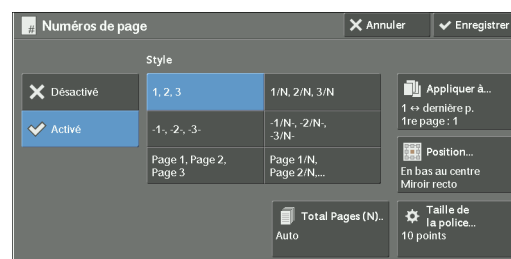 Numéros de page
Annuler
Enregistrer
Style
Désactivé
Activé
1, 2, 3
1/N, 2/N, 3/N
-1-, -2-, -3-
-1/N-, -2/N-,
-3/N-
Page 1, Page 2,
Page 3
Page 1/N,
Page 2/N,...
Appliquer à...
1 ↔ dernière p.
1re page : 1
Position...
En bas au centre
Miroir recto
Total Pages (N)..
Auto
Taille de
la police...
10 points